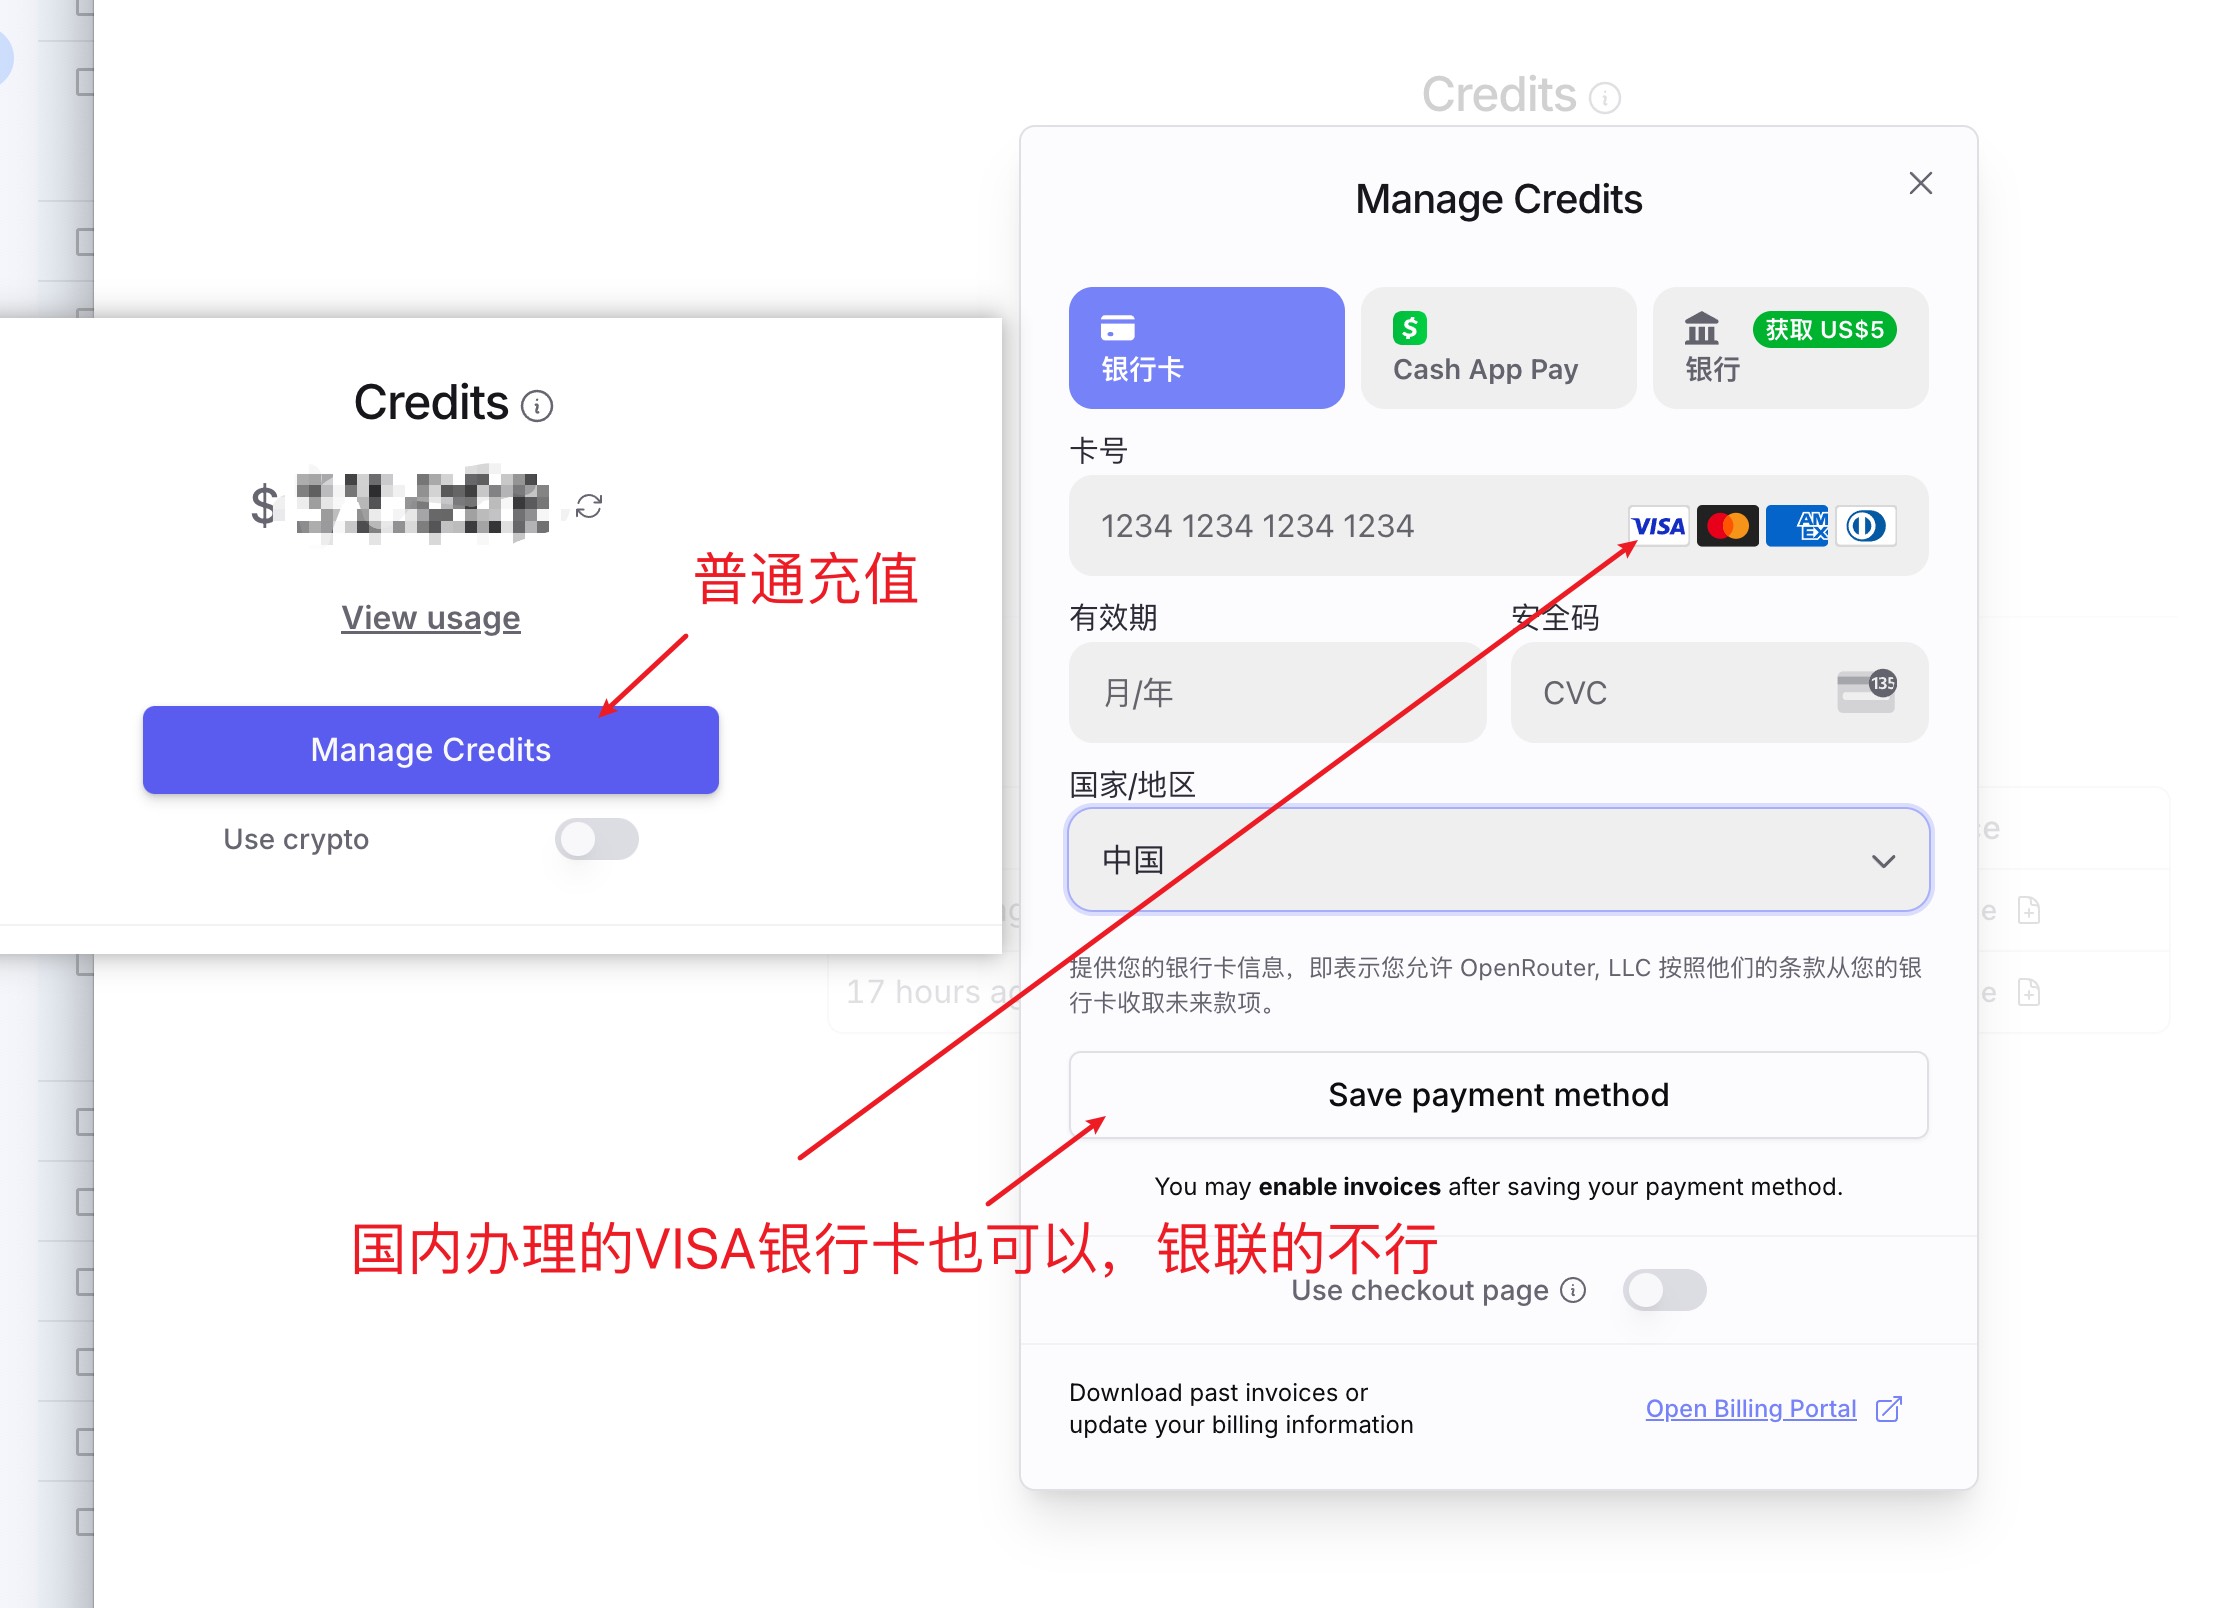 Credits
Manage Credits
银行卡
Cash App Pay
获取 US$5
银行
卡号
1234 1234 1234 1234
VISA
AM
EX
有效期
安全码
月/年
CVC
135
国家/地区
中国
提供您的银行卡信息，即表示您允许 OpenRouter, LLC 按照他们的条款从您的银
行卡收取未来款项。
Save payment method
You may enable invoices after saving your payment method.
Use checkout page
Download past invoices or
update your billing information
Open Billing Portal
Credits
$
View usage
普通充值
Manage Credits
Use crypto
17 hours
国内办理的VISA银行卡也可以，银联的不行